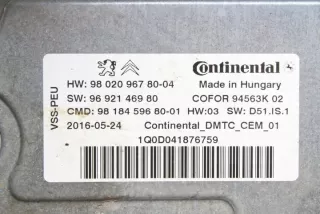 Continental
HW: 98 020 967 80-04 Made in Hungary
SW: 96 921 469 80 COFOR 94563K 02
CMD: 98 184 596 80-01 HW:03 SW: D51.IS.1
2016-05-24 Continental_DMTC_CEM_01
1Q0D041876759
VSS-PEU